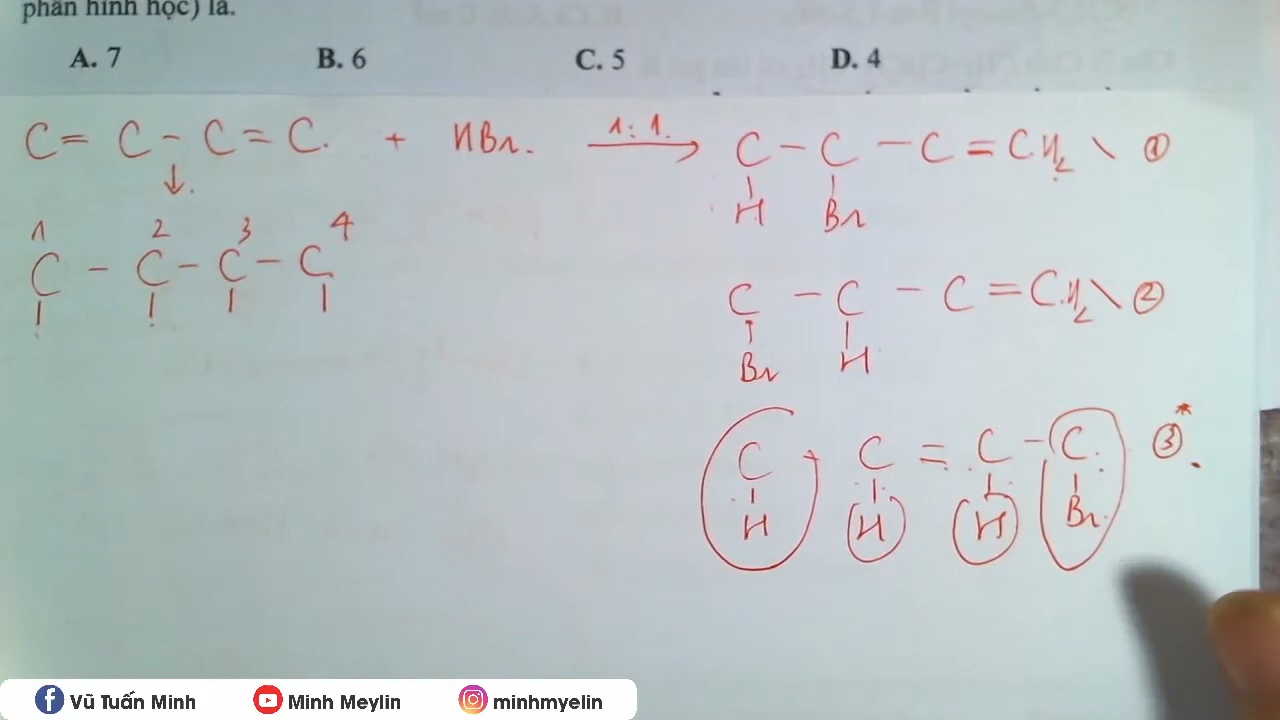 phần hình học) là.
A. 7 B. 6 C. 5 D. 4
C = C - C = C. + HBr. 1:1. → C - C - C = CH2 \ ①
↓.
H Br
1 2 3 4
C - C - C - C
C - C - C = CH2 \ ②
Br H
C - C = C - C. ③ *
H H H Br.
Vũ Tuấn Minh Minh Meylin minhmyelin